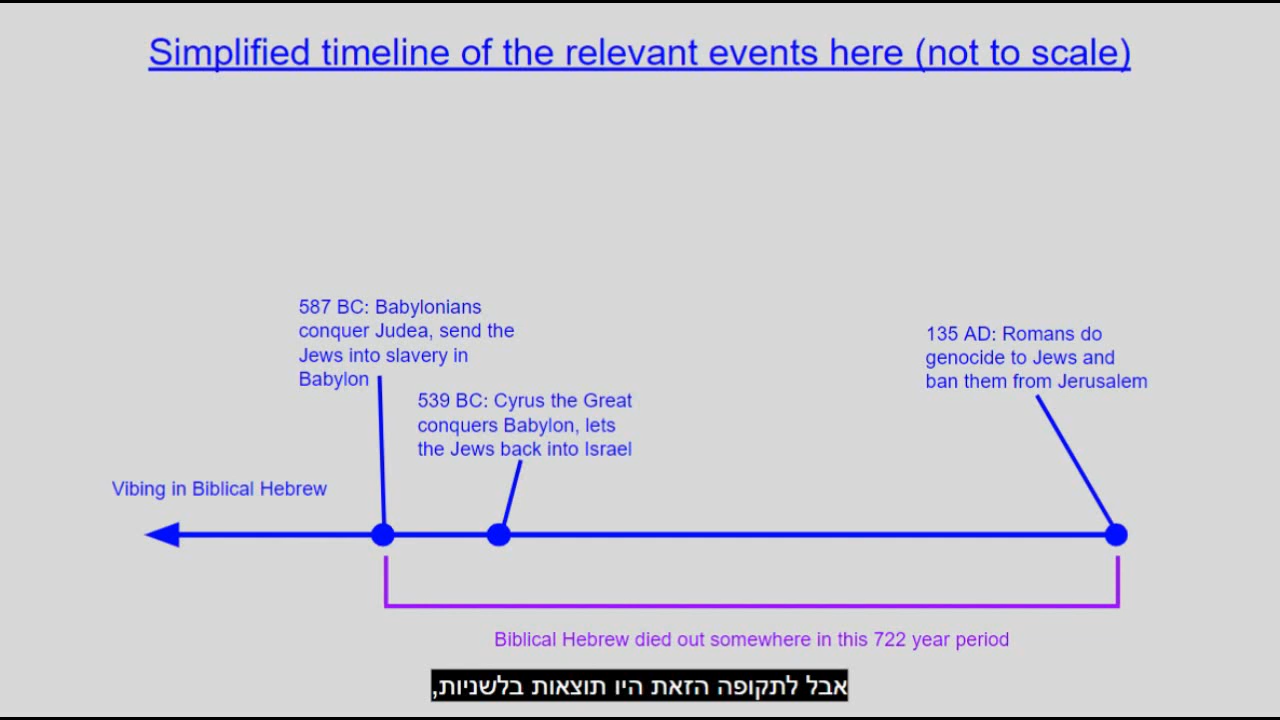 Simplified timeline of the relevant events here (not to scale)
587 BC: Babylonians
conquer Judea, send the
Jews into slavery in
Babylon
539 BC: Cyrus the Great
conquers Babylon, lets
the Jews back into Israel
135 AD: Romans do
genocide to Jews and
ban them from Jerusalem
Vibing in Biblical Hebrew
Biblical Hebrew died out somewhere in this 722 year period
אבל לתקופה הזאת היו תוצאות בלשניות,